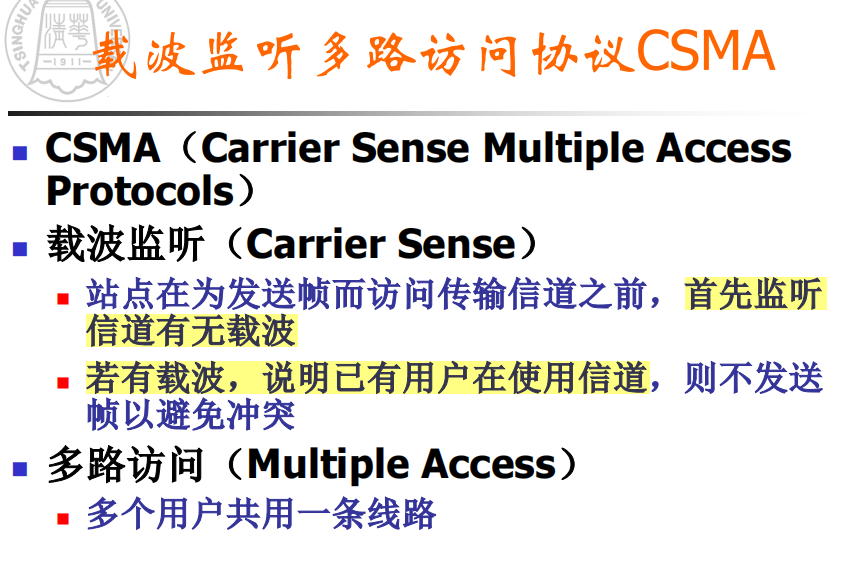 载波监听多路访问协议CSMA
CSMA（Carrier Sense Multiple Access
Protocols）
载波监听（Carrier Sense）
站点在为发送帧而访问传输信道之前，首先监听
信道有无载波
若有载波，说明已有用户在使用信道，则不发送
帧以避免冲突
多路访问（Multiple Access）
多个用户共用一条线路
-1911-